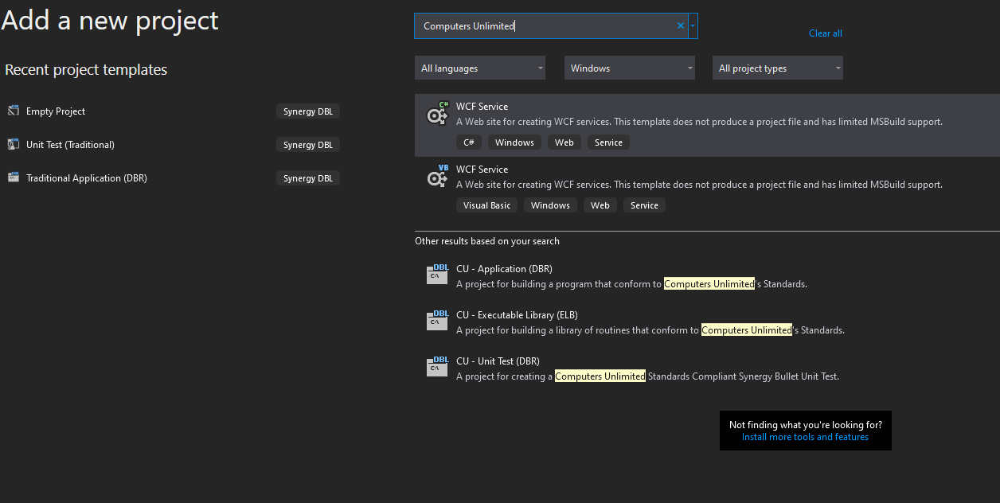 Add a new project
Recent project templates
Empty Project
Synergy DBL
Unit Test (Traditional)
Synergy DBL
Traditional Application (DBR)
Synergy DBL
Computers Unlimited
Clear all
All languages
Windows
All project types
C#
WCF Service
A Web site for creating WCF services. This template does not produce a project file and has limited MSBuild support.
C#
Windows
Web
Service
VB
WCF Service
A Web site for creating WCF services. This template does not produce a project file and has limited MSBuild support.
Visual Basic
Windows
Web
Service
Other results based on your search
DBL
C:\
CU - Application (DBR)
A project for building a program that conform to Computers Unlimited's Standards.
DBL
C:\
CU - Executable Library (ELB)
A project for building a library of routines that conform to Computers Unlimited's Standards.
DBL
C:\
CU - Unit Test (DBR)
A project for creating a Computers Unlimited Standards Compliant Synergy Bullet Unit Test.
Not finding what you're looking for?
Install more tools and features